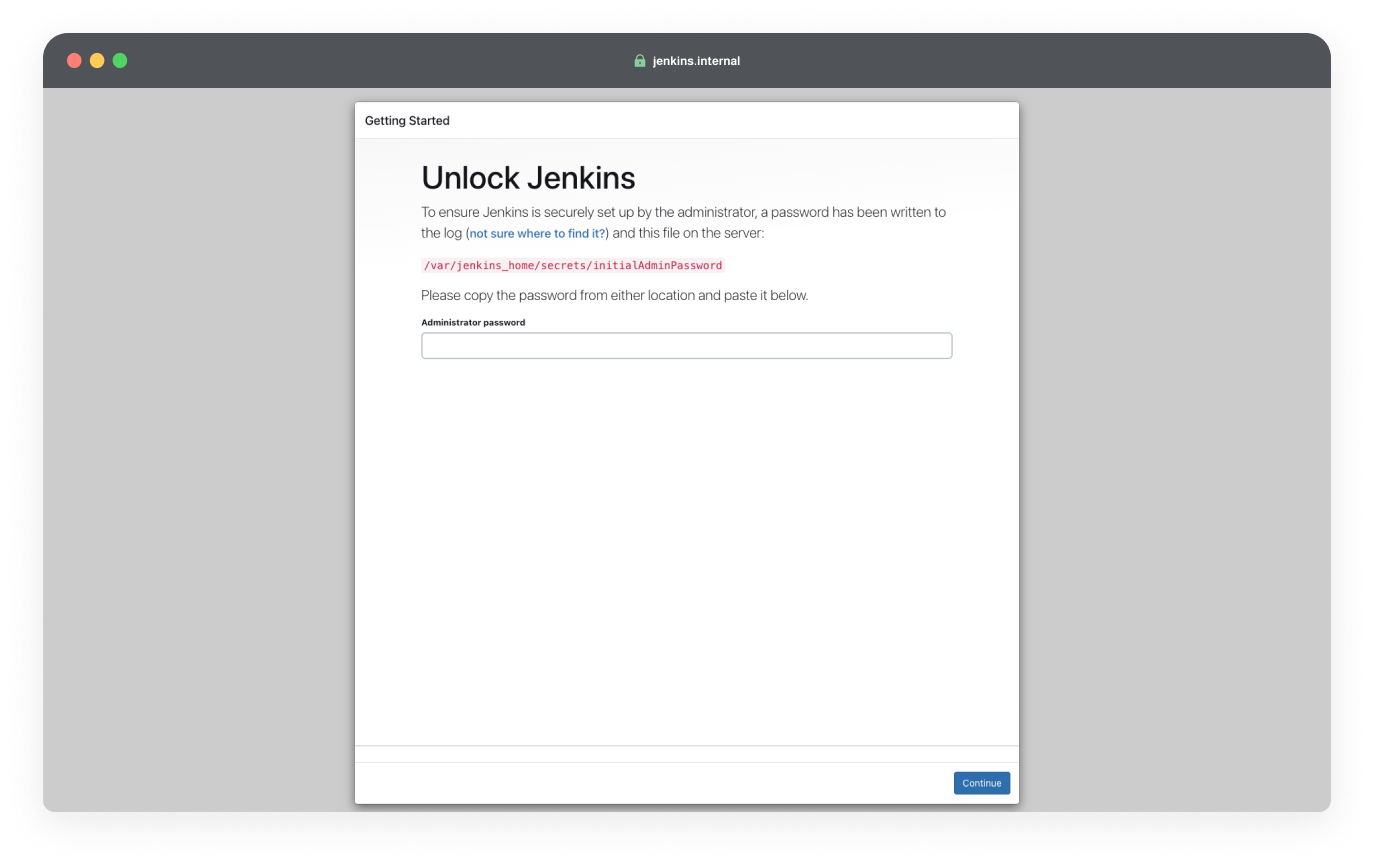 jenkins.internal
Getting Started
Unlock Jenkins
To ensure Jenkins is securely set up by the administrator, a password has been written to
the log (not sure where to find it?) and this file on the server:
/var/jenkins_home/secrets/initialAdminPassword
Please copy the password from either location and paste it below.
Administrator password
Continue